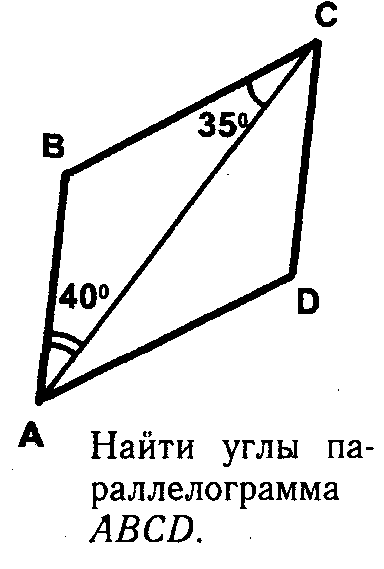 C
35⁰
B
40⁰
D
A
Найти углы па-
раллелограмма
ABCD.